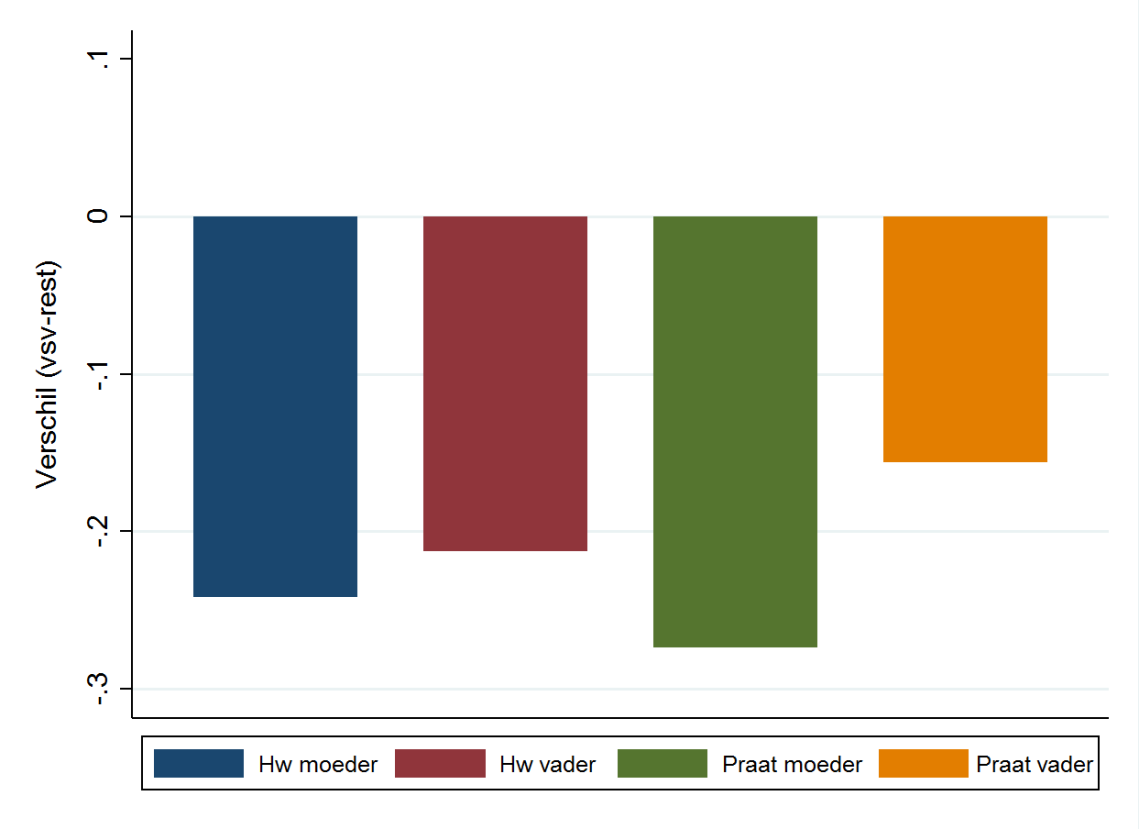 .1
0
-.1
-.2
-.3
Verschil (vsv-rest)
Hw moeder
Hw vader
Praat moeder
Praat vader